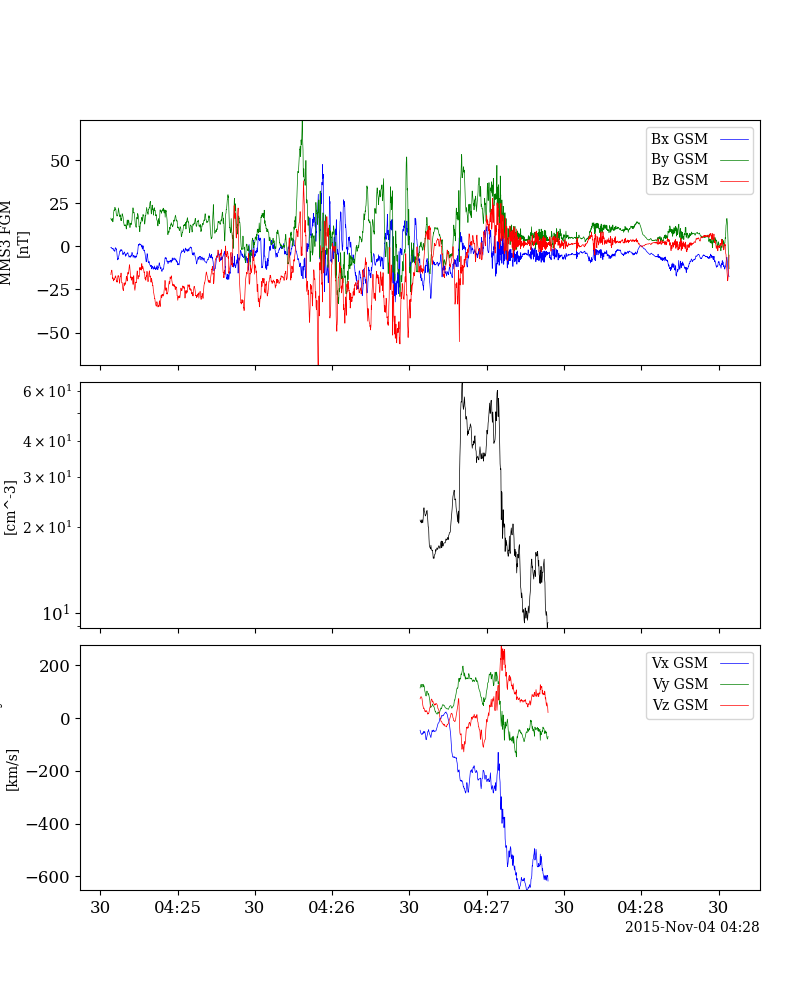 MMS3 FGM
[nT]
50
25
0
−25
−50
Bx GSM
By GSM
Bz GSM
[cm^-3]
6 × 10¹
4 × 10¹
3 × 10¹
2 × 10¹
10¹
[km/s]
200
0
−200
−400
−600
Vx GSM
Vy GSM
Vz GSM
30 04:25 30 04:26 30 04:27 30 04:28 30
2015-Nov-04 04:28